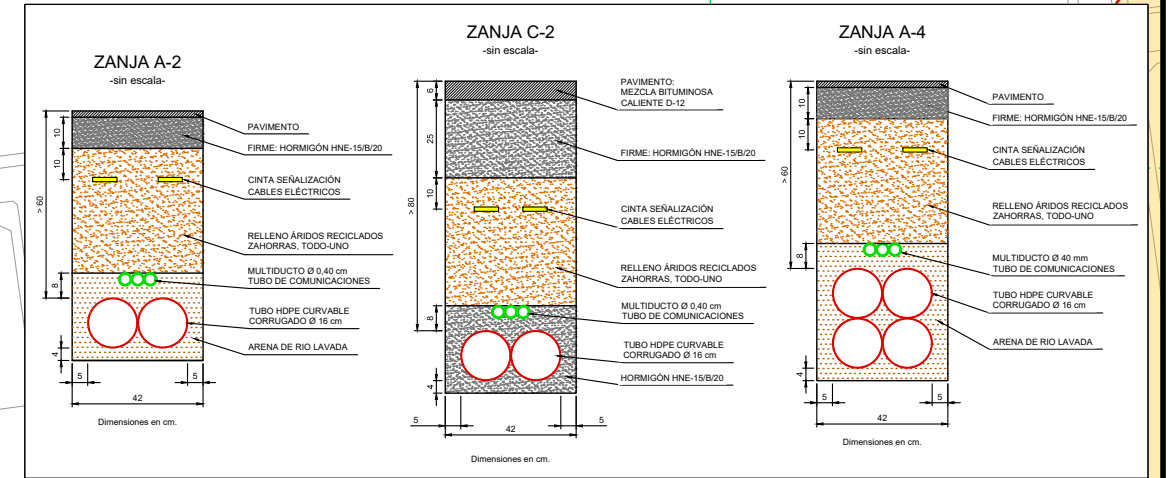 ZANJA A-2
-sin escala-
10
10
> 60
8
4
5
5
42
PAVIMENTO
FIRME: HORMIGÓN HNE-15/B/20
CINTA SEÑALIZACIÓN
CABLES ELÉCTRICOS
RELLENO ÁRIDOS RECICLADOS
ZAHORRAS, TODO-UNO
MULTIDUCTO Ø 0,40 cm
TUBO DE COMUNICACIONES
TUBO HDPE CURVABLE
CORRUGADO Ø 16 cm
ARENA DE RIO LAVADA
Dimensiones en cm.
ZANJA C-2
-sin escala-
6
25
10
> 80
8
4
5
42
5
PAVIMENTO:
MEZCLA BITUMINOSA
CALIENTE D-12
FIRME: HORMIGÓN HNE-15/B/20
CINTA SEÑALIZACIÓN
CABLES ELÉCTRICOS
RELLENO ÁRIDOS RECICLADOS
ZAHORRAS, TODO-UNO
MULTIDUCTO Ø 0,40 cm
TUBO DE COMUNICACIONES
TUBO HDPE CURVABLE
CORRUGADO Ø 16 cm
HORMIGÓN HNE-15/B/20
Dimensiones en cm.
ZANJA A-4
-sin escala-
10
10
> 60
8
4
5
5
42
PAVIMENTO
FIRME: HORMIGÓN HNE-15/B/20
CINTA SEÑALIZACIÓN
CABLES ELÉCTRICOS
RELLENO ÁRIDOS RECICLADOS
ZAHORRAS, TODO-UNO
MULTIDUCTO Ø 40 mm
TUBO DE COMUNICACIONES
TUBO HDPE CURVABLE
CORRUGADO Ø 16 cm
ARENA DE RIO LAVADA
Dimensiones en cm.